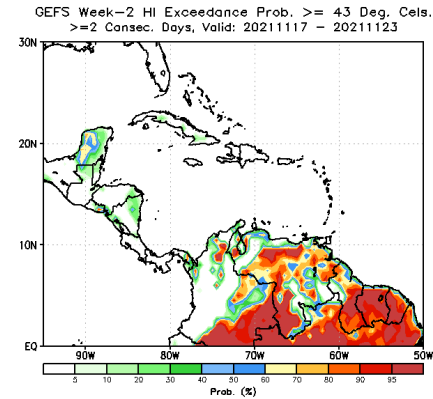 GEFS Week-2 HI Exceedance Prob. >= 43 Deg. Cels.
>=2 Cansec. Days, Valid: 20211117 - 20211123
30N
20N
10N
EQ
90W 80W 70W 60W 50W
5 10 20 30 40 50 60 70 80 90 95
Prob. (%)